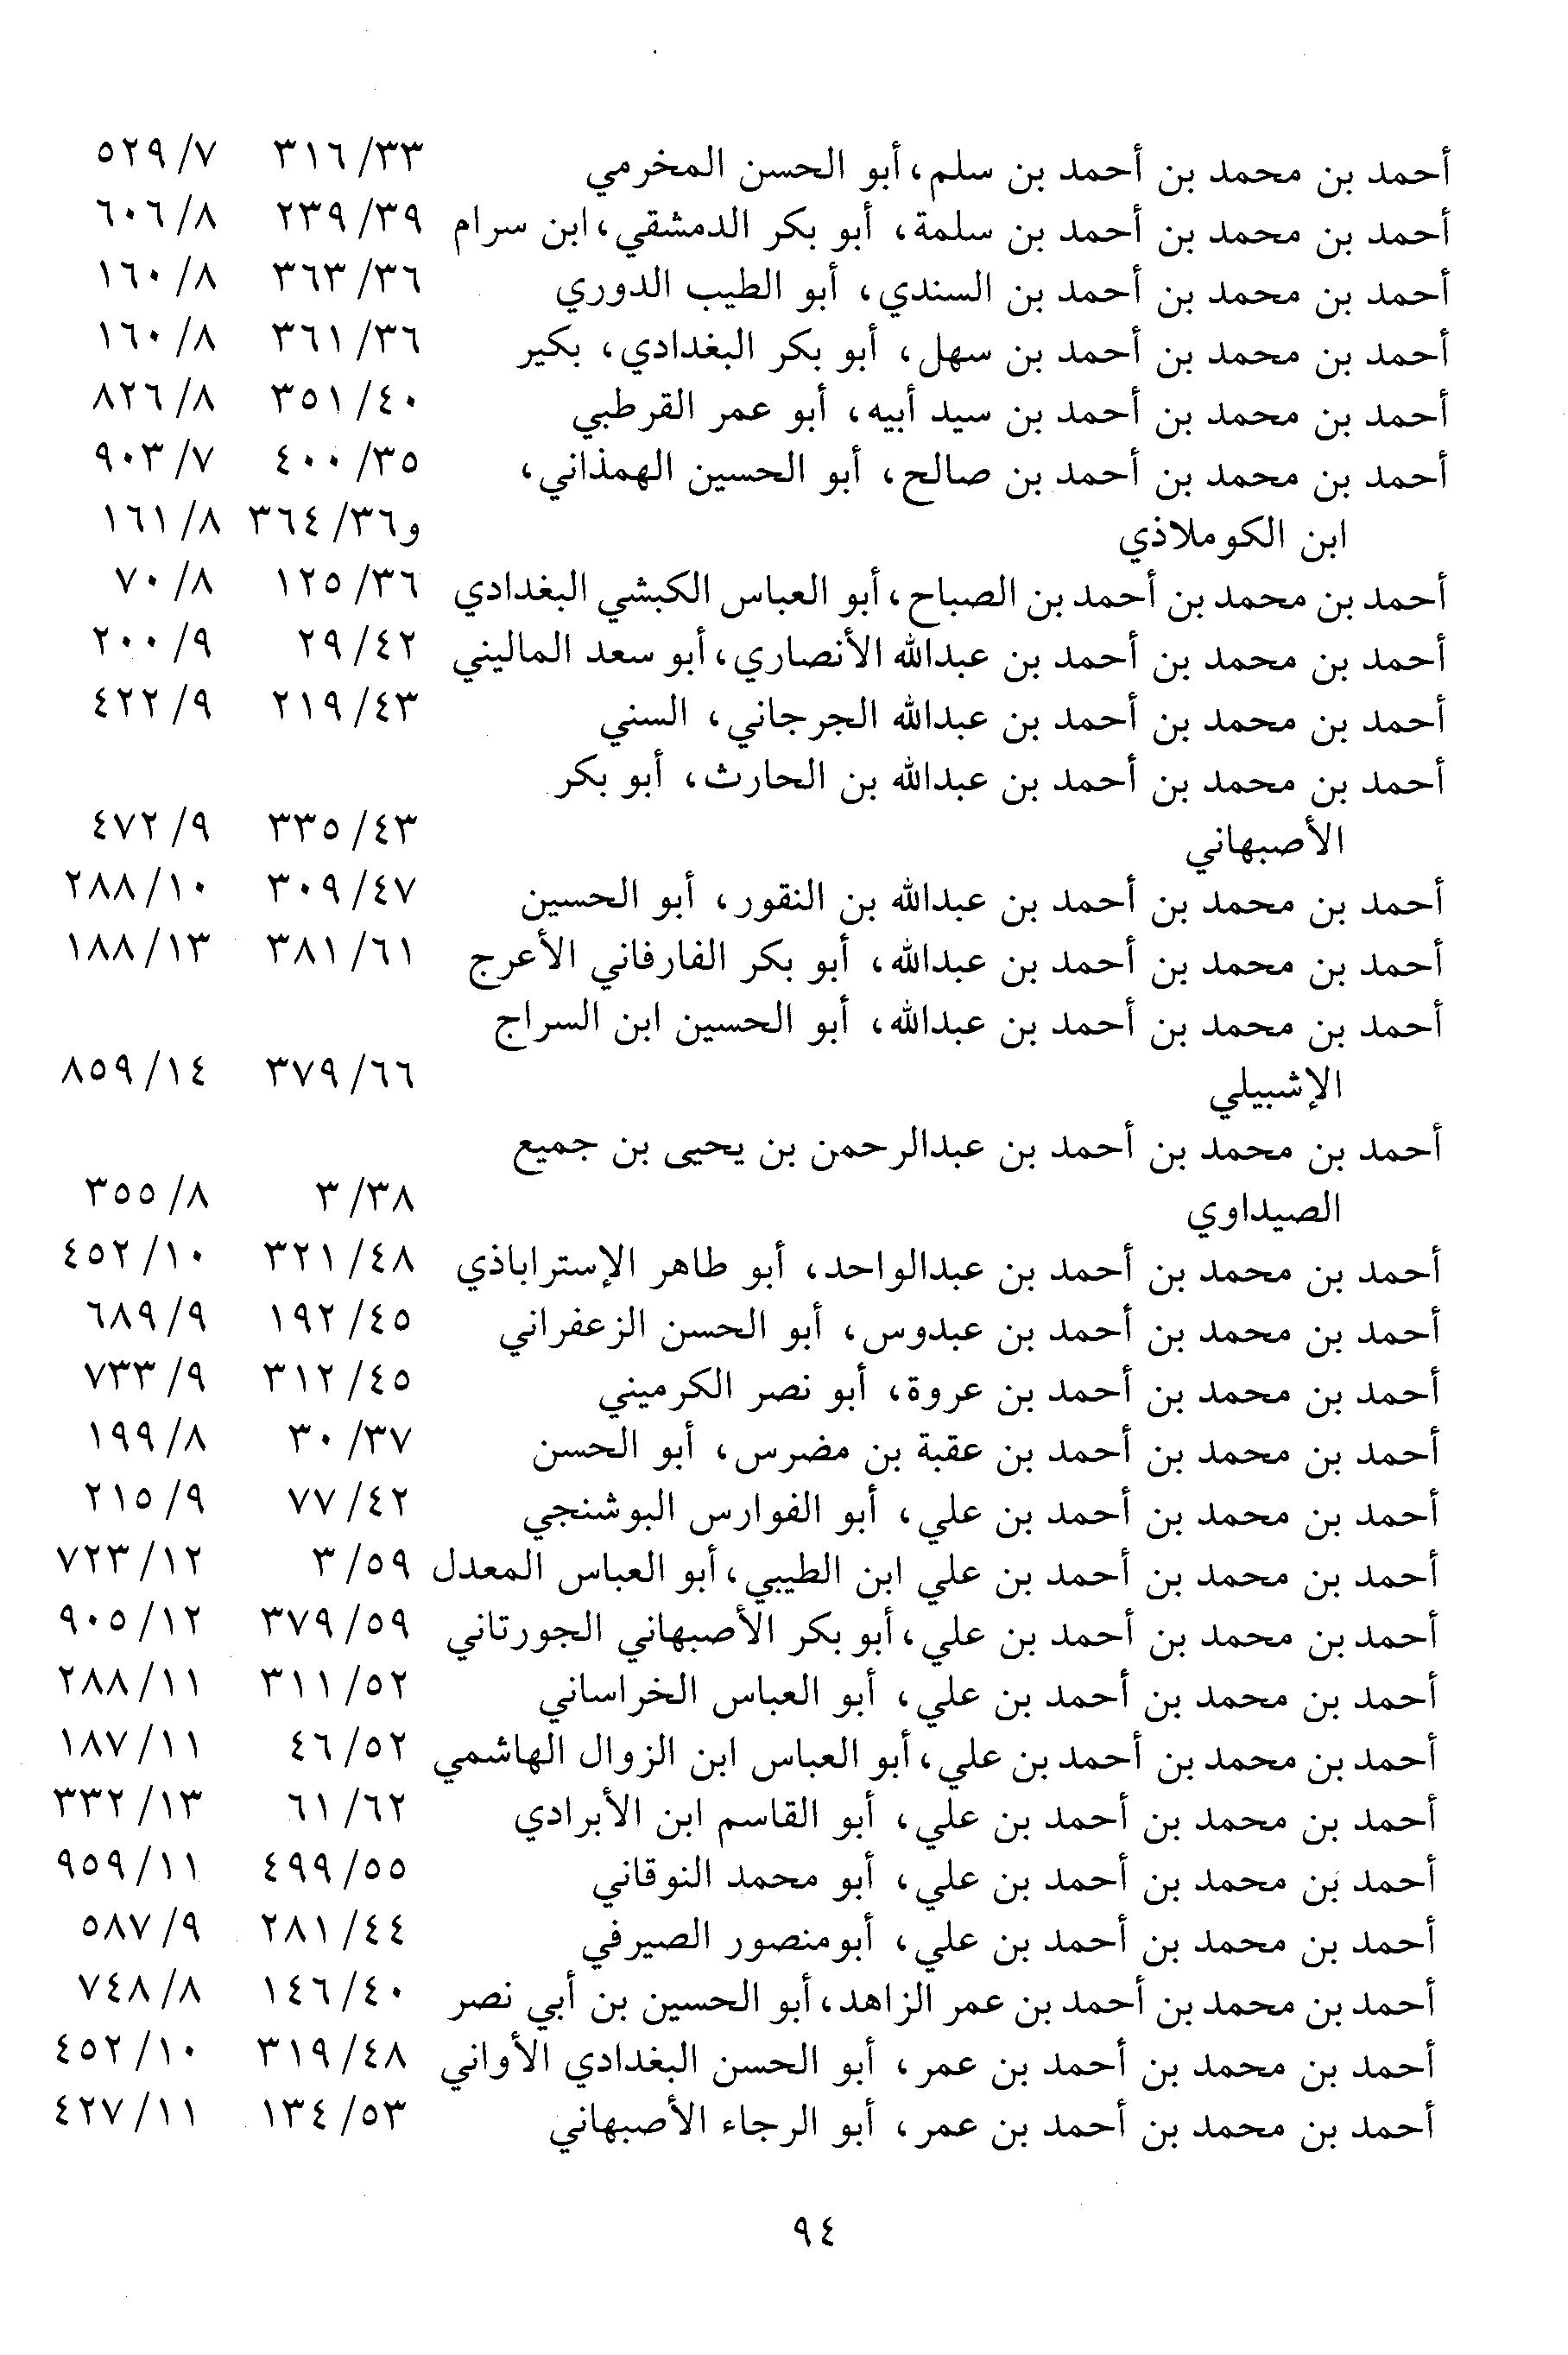 أحمد بن محمد بن أحمد بن سلم، أبو الحسن المخرمي ٣١٦/٣٣ ٥٢٩/٧
أحمد بن محمد بن أحمد بن سلمة، أبو بكر الدمشقي، ابن سرام ٢٣٩/٣٩ ٦٠٦/٨
أحمد بن محمد بن أحمد بن السندي، أبو الطيب الدوري ٣٦٣/٣٦ ١٦٠/٨
أحمد بن محمد بن أحمد بن سهل، أبو بكر البغدادي، بكير ٣٦١/٣٦ ١٦٠/٨
أحمد بن محمد بن أحمد بن سيد أبيه، أبو عمر القرطبي ٣٥١/٤٠ ٨٢٦/٨
أحمد بن محمد بن أحمد بن صالح، أبو الحسين الهمذاني، ٤٠٠/٣٥ ٩٠٣/٧
ابن الكوملاذي و٣٦٤/٣٦ ١٦١/٨
أحمد بن محمد بن أحمد بن الصباح، أبو العباس الكبشي البغدادي ١٢٥/٣٦ ٧٠/٨
أحمد بن محمد بن أحمد بن عبدالله الأنصاري، أبو سعد الماليني ٢٩/٤٢ ٢٠٠/٩
أحمد بن محمد بن أحمد بن عبدالله الجرجاني، السني ٢١٩/٤٣ ٤٢٢/٩
أحمد بن محمد بن أحمد بن عبدالله بن الحارث، أبو بكر
الأصبهاني ٣٣٥/٤٣ ٤٧٢/٩
أحمد بن محمد بن أحمد بن عبدالله بن النقور، أبو الحسين ٣٠٩/٤٧ ٢٨٨/١٠
أحمد بن محمد بن أحمد بن عبدالله، أبو بكر الفارفاني الأعرج ٣٨١/٦١ ١٨٨/١٣
أحمد بن محمد بن أحمد بن عبدالله، أبو الحسين ابن السراج
الإشبيلي ٣٧٩/٦٦ ٨٥٩/١٤
أحمد بن محمد بن أحمد بن عبدالرحمن بن يحيى بن جميع
الصيداوي ٣/٣٨ ٣٥٥/٨
أحمد بن محمد بن أحمد بن عبدالواحد، أبو طاهر الإستراباذي ٣٢١/٤٨ ٤٥٢/١٠
أحمد بن محمد بن أحمد بن عبدوس، أبو الحسن الزعفراني ١٩٢/٤٥ ٦٨٩/٩
أحمد بن محمد بن أحمد بن عروة، أبو نصر الكرميني ٣١٢/٤٥ ٧٣٣/٩
أحمد بن محمد بن أحمد بن عقبة بن مضرس، أبو الحسن ٣٠/٣٧ ١٩٩/٨
أحمد بن محمد بن أحمد بن علي، أبو الفوارس البوشنجي ٧٧/٤٢ ٢١٥/٩
أحمد بن محمد بن أحمد بن علي ابن الطيبي، أبو العباس المعدل ٣/٥٩ ٧٢٣/١٢
أحمد بن محمد بن أحمد بن علي، أبو بكر الأصبهاني الجورتاني ٣٧٩/٥٩ ٩٠٥/١٢
أحمد بن محمد بن أحمد بن علي، أبو العباس الخراساني ٣١١/٥٢ ٢٨٨/١١
أحمد بن محمد بن أحمد بن علي، أبو العباس ابن الزوال الهاشمي ٤٦/٥٢ ١٨٧/١١
أحمد بن محمد بن أحمد بن علي، أبو القاسم ابن الأبرادي ٦١/٦٢ ٣٣٢/١٣
أحمد بن محمد بن أحمد بن علي، أبو محمد النوقاني ٤٩٩/٥٥ ٩٥٩/١١
أحمد بن محمد بن أحمد بن علي، أبومنصور الصيرفي ٢٨١/٤٤ ٥٨٧/٩
أحمد بن محمد بن أحمد بن عمر الزاهد، أبو الحسين بن أبي نصر ١٤٦/٤٠ ٧٤٨/٨
أحمد بن محمد بن أحمد بن عمر، أبو الحسن البغدادي الأواني ٣١٩/٤٨ ٤٥٢/١٠
أحمد بن محمد بن أحمد بن عمر، أبو الرجاء الأصبهاني ١٣٤/٥٣ ٤٢٧/١١
٩٤